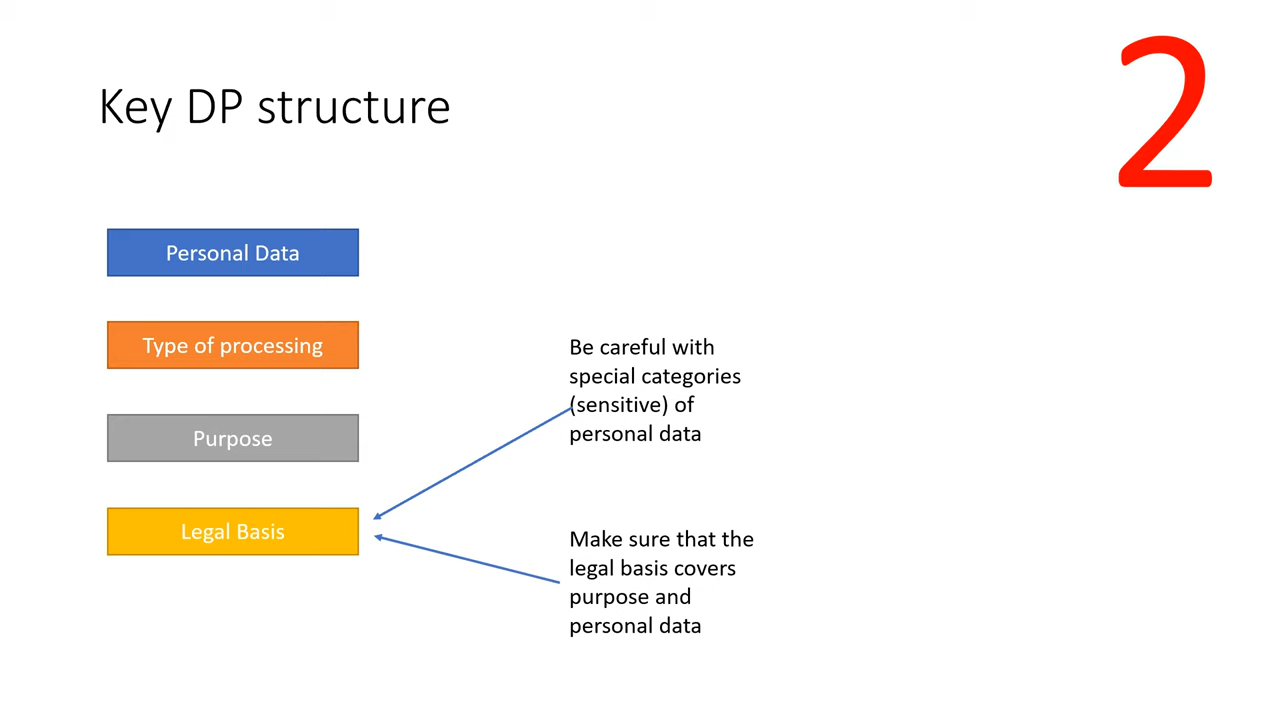 Key DP structure
2
Personal Data
Type of processing
Purpose
Legal Basis
Be careful with
special categories
(sensitive) of
personal data
Make sure that the
legal basis covers
purpose and
personal data